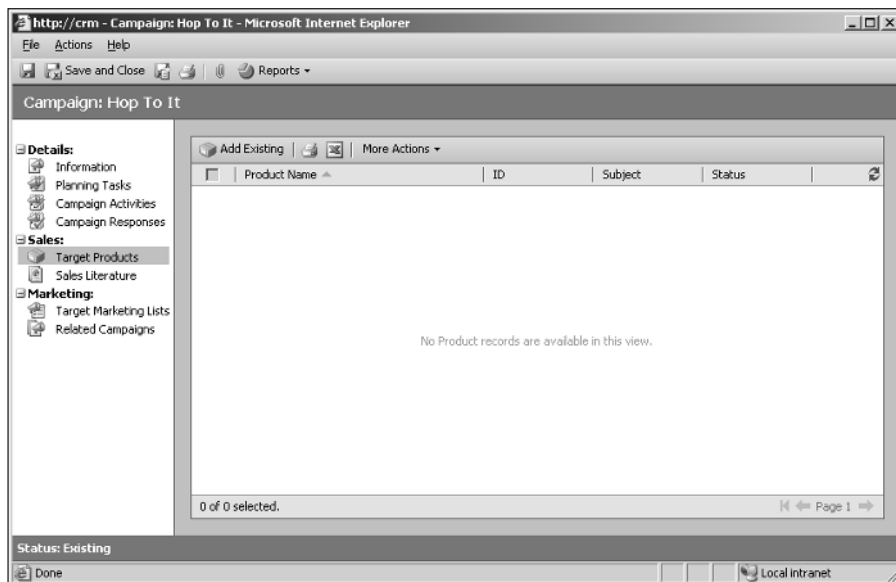 http://crm - Campaign: Hop To It - Microsoft Internet Explorer
File Actions Help
Save and Close Reports
Campaign: Hop To It
Details:
Information
Planning Tasks
Campaign Activities
Campaign Responses
Sales:
Target Products
Sales Literature
Marketing:
Target Marketing Lists
Related Campaigns
Add Existing More Actions
Product Name ID Subject Status
No Product records are available in this view.
0 of 0 selected. Page 1
Status: Existing
Done Local intranet